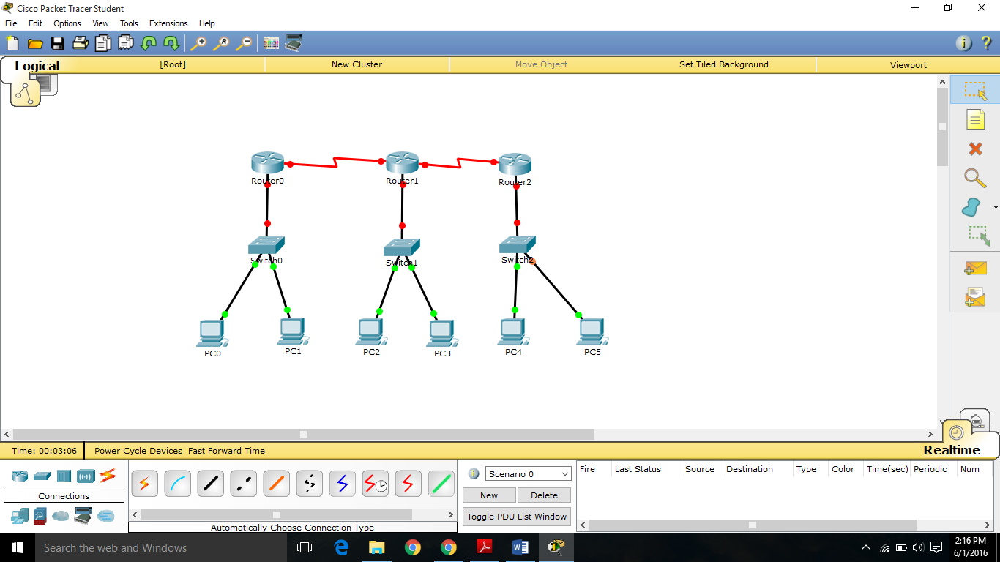 Cisco Packet Tracer Student
File Edit Options View Tools Extensions Help
Logical [Root] New Cluster Move Object Set Tiled Background Viewport
Router0 Router1 Router2
Switch0 Switch1 Switch2
PC0 PC1 PC2 PC3 PC4 PC5
Time: 00:03:06 Power Cycle Devices Fast Forward Time Realtime
Scenario 0 Fire Last Status Source Destination Type Color Time(sec) Periodic Num
Connections New Delete
Toggle PDU List Window
Automatically Choose Connection Type
Search the web and Windows 2:16 PM
6/1/2016